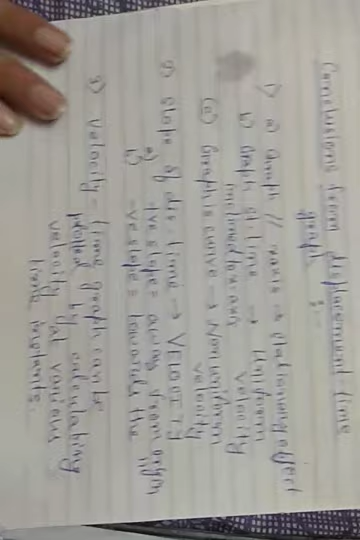 Conclusions from displacement-time
graph :-
1) a) Graph // x axis → Stationary object
b) Graph st. line → Uniform
inclined to x axis velocity
(c) Graph is curve → Non uniform
velocity
2) Slope of dis-time → VELOCITY
a) +ve slope = away from origin
b) -ve slope = towards the
3) Velocity-time graph can be
plotted by calculating
velocity at various
time instants.